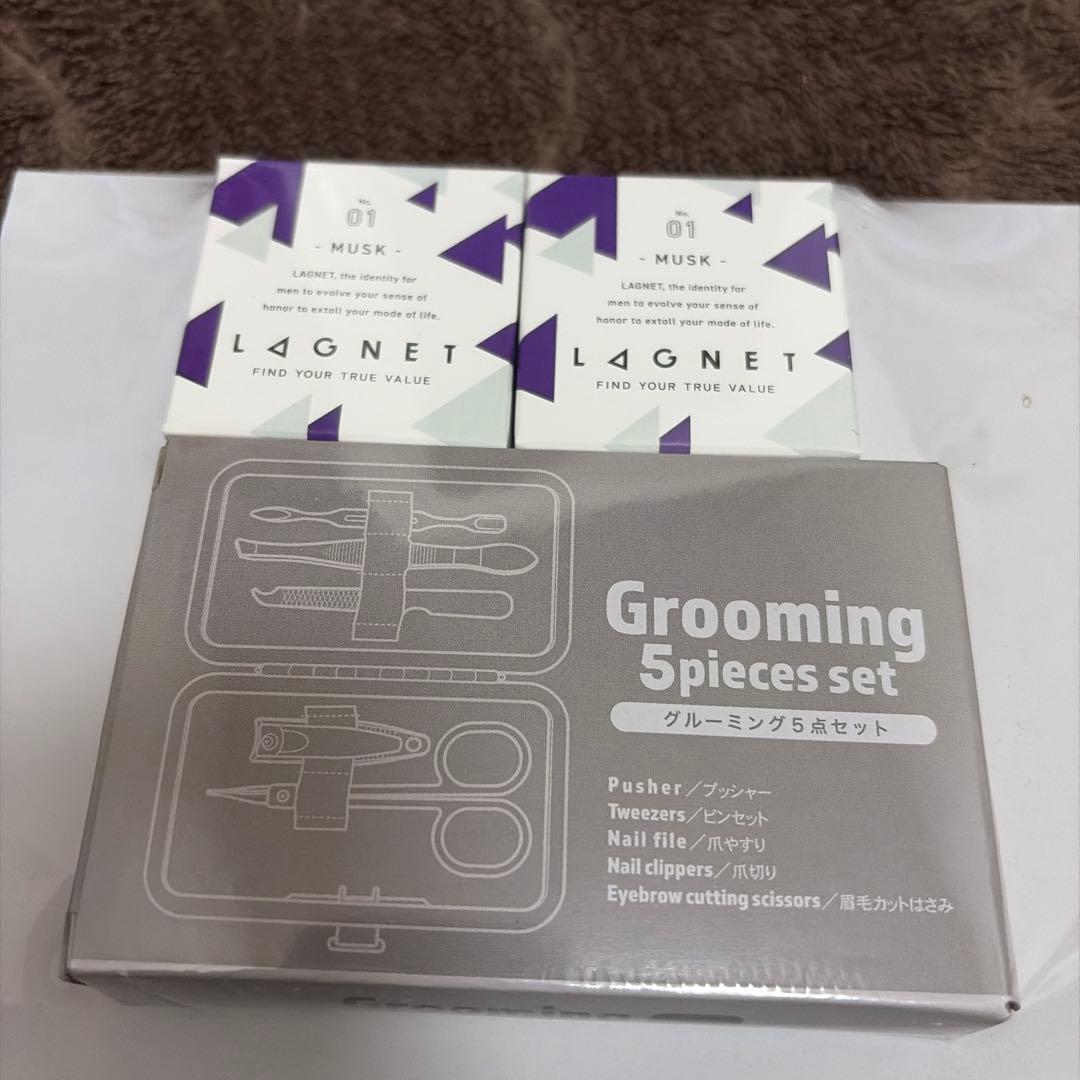 No.
01
- MUSK -
LAGNET, the identity for
men to evolve your sense of
honor to extoll your mode of life.
LAGNET
FIND YOUR TRUE VALUE
No.
01
- MUSK -
LAGNET, the identity for
men to evolve your sense of
honor to extoll your mode of life.
LAGNET
FIND YOUR TRUE VALUE
Grooming
5pieces set
グルーミング5点セット
Pusher/プッシャー
Tweezers/ピンセット
Nail file/爪やすり
Nail clippers/爪切り
Eyebrow cutting scissors/眉毛カットはさみ
Grooming